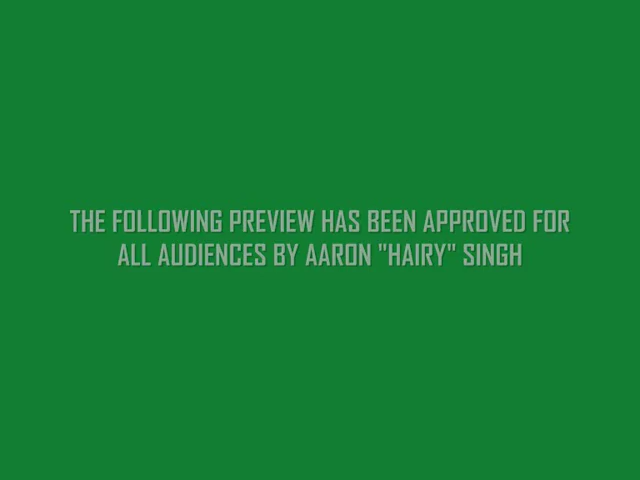 THE FOLLOWING PREVIEW HAS BEEN APPROVED FOR
ALL AUDIENCES BY AARON "HAIRY" SINGH